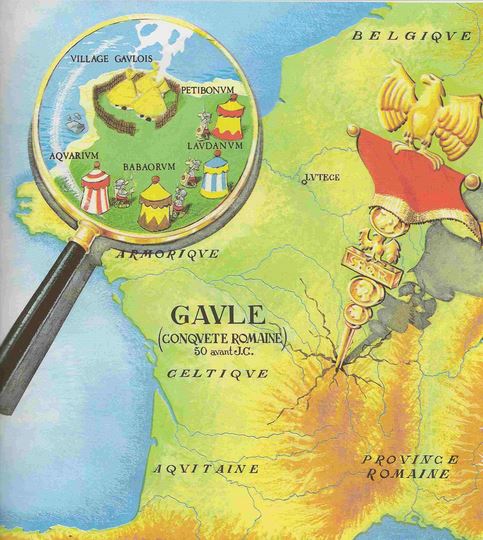 BELGIQVE
VILLAGE GAVLOIS
PETIBONVM
LAVDANVM
AQVARIVM
BABAORVM
LVTECE
ARMORIQVE
GAVLE
(CONQVETE ROMAINE)
50 avant J.C.
CELTIQVE
AQVITAINE
PROVINCE
ROMAINE